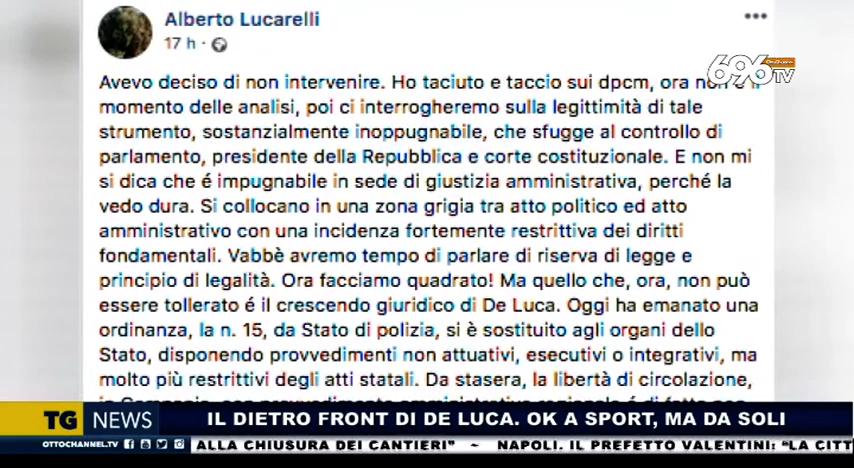 Alberto Lucarelli
17 h ·
696 TV
Avevo deciso di non intervenire. Ho taciuto e taccio sui dpcm, ora non è il
momento delle analisi, poi ci interrogheremo sulla legittimità di tale
strumento, sostanzialmente inoppugnabile, che sfugge al controllo di
parlamento, presidente della Repubblica e corte costituzionale. E non mi
si dica che é impugnabile in sede di giustizia amministrativa, perché la
vedo dura. Si collocano in una zona grigia tra atto politico ed atto
amministrativo con una incidenza fortemente restrittiva dei diritti
fondamentali. Vabbè avremo tempo di parlare di riserva di legge e
principio di legalità. Ora facciamo quadrato! Ma quello che, ora, non può
essere tollerato é il crescendo giuridico di De Luca. Oggi ha emanato una
ordinanza, la n. 15, da Stato di polizia, si è sostituito agli organi dello
Stato, disponendo provvedimenti non attuativi, esecutivi o integrativi, ma
molto più restrittivi degli atti statali. Da stasera, la libertà di circolazione,
TG NEWS
IL DIETRO FRONT DI DE LUCA. OK A SPORT, MA DA SOLI
OTTOCHANNEL.TV
ALLA CHIUSURA DEI CANTIERI" ~ NAPOLI. IL PREFETTO VALENTINI: "LA CITT